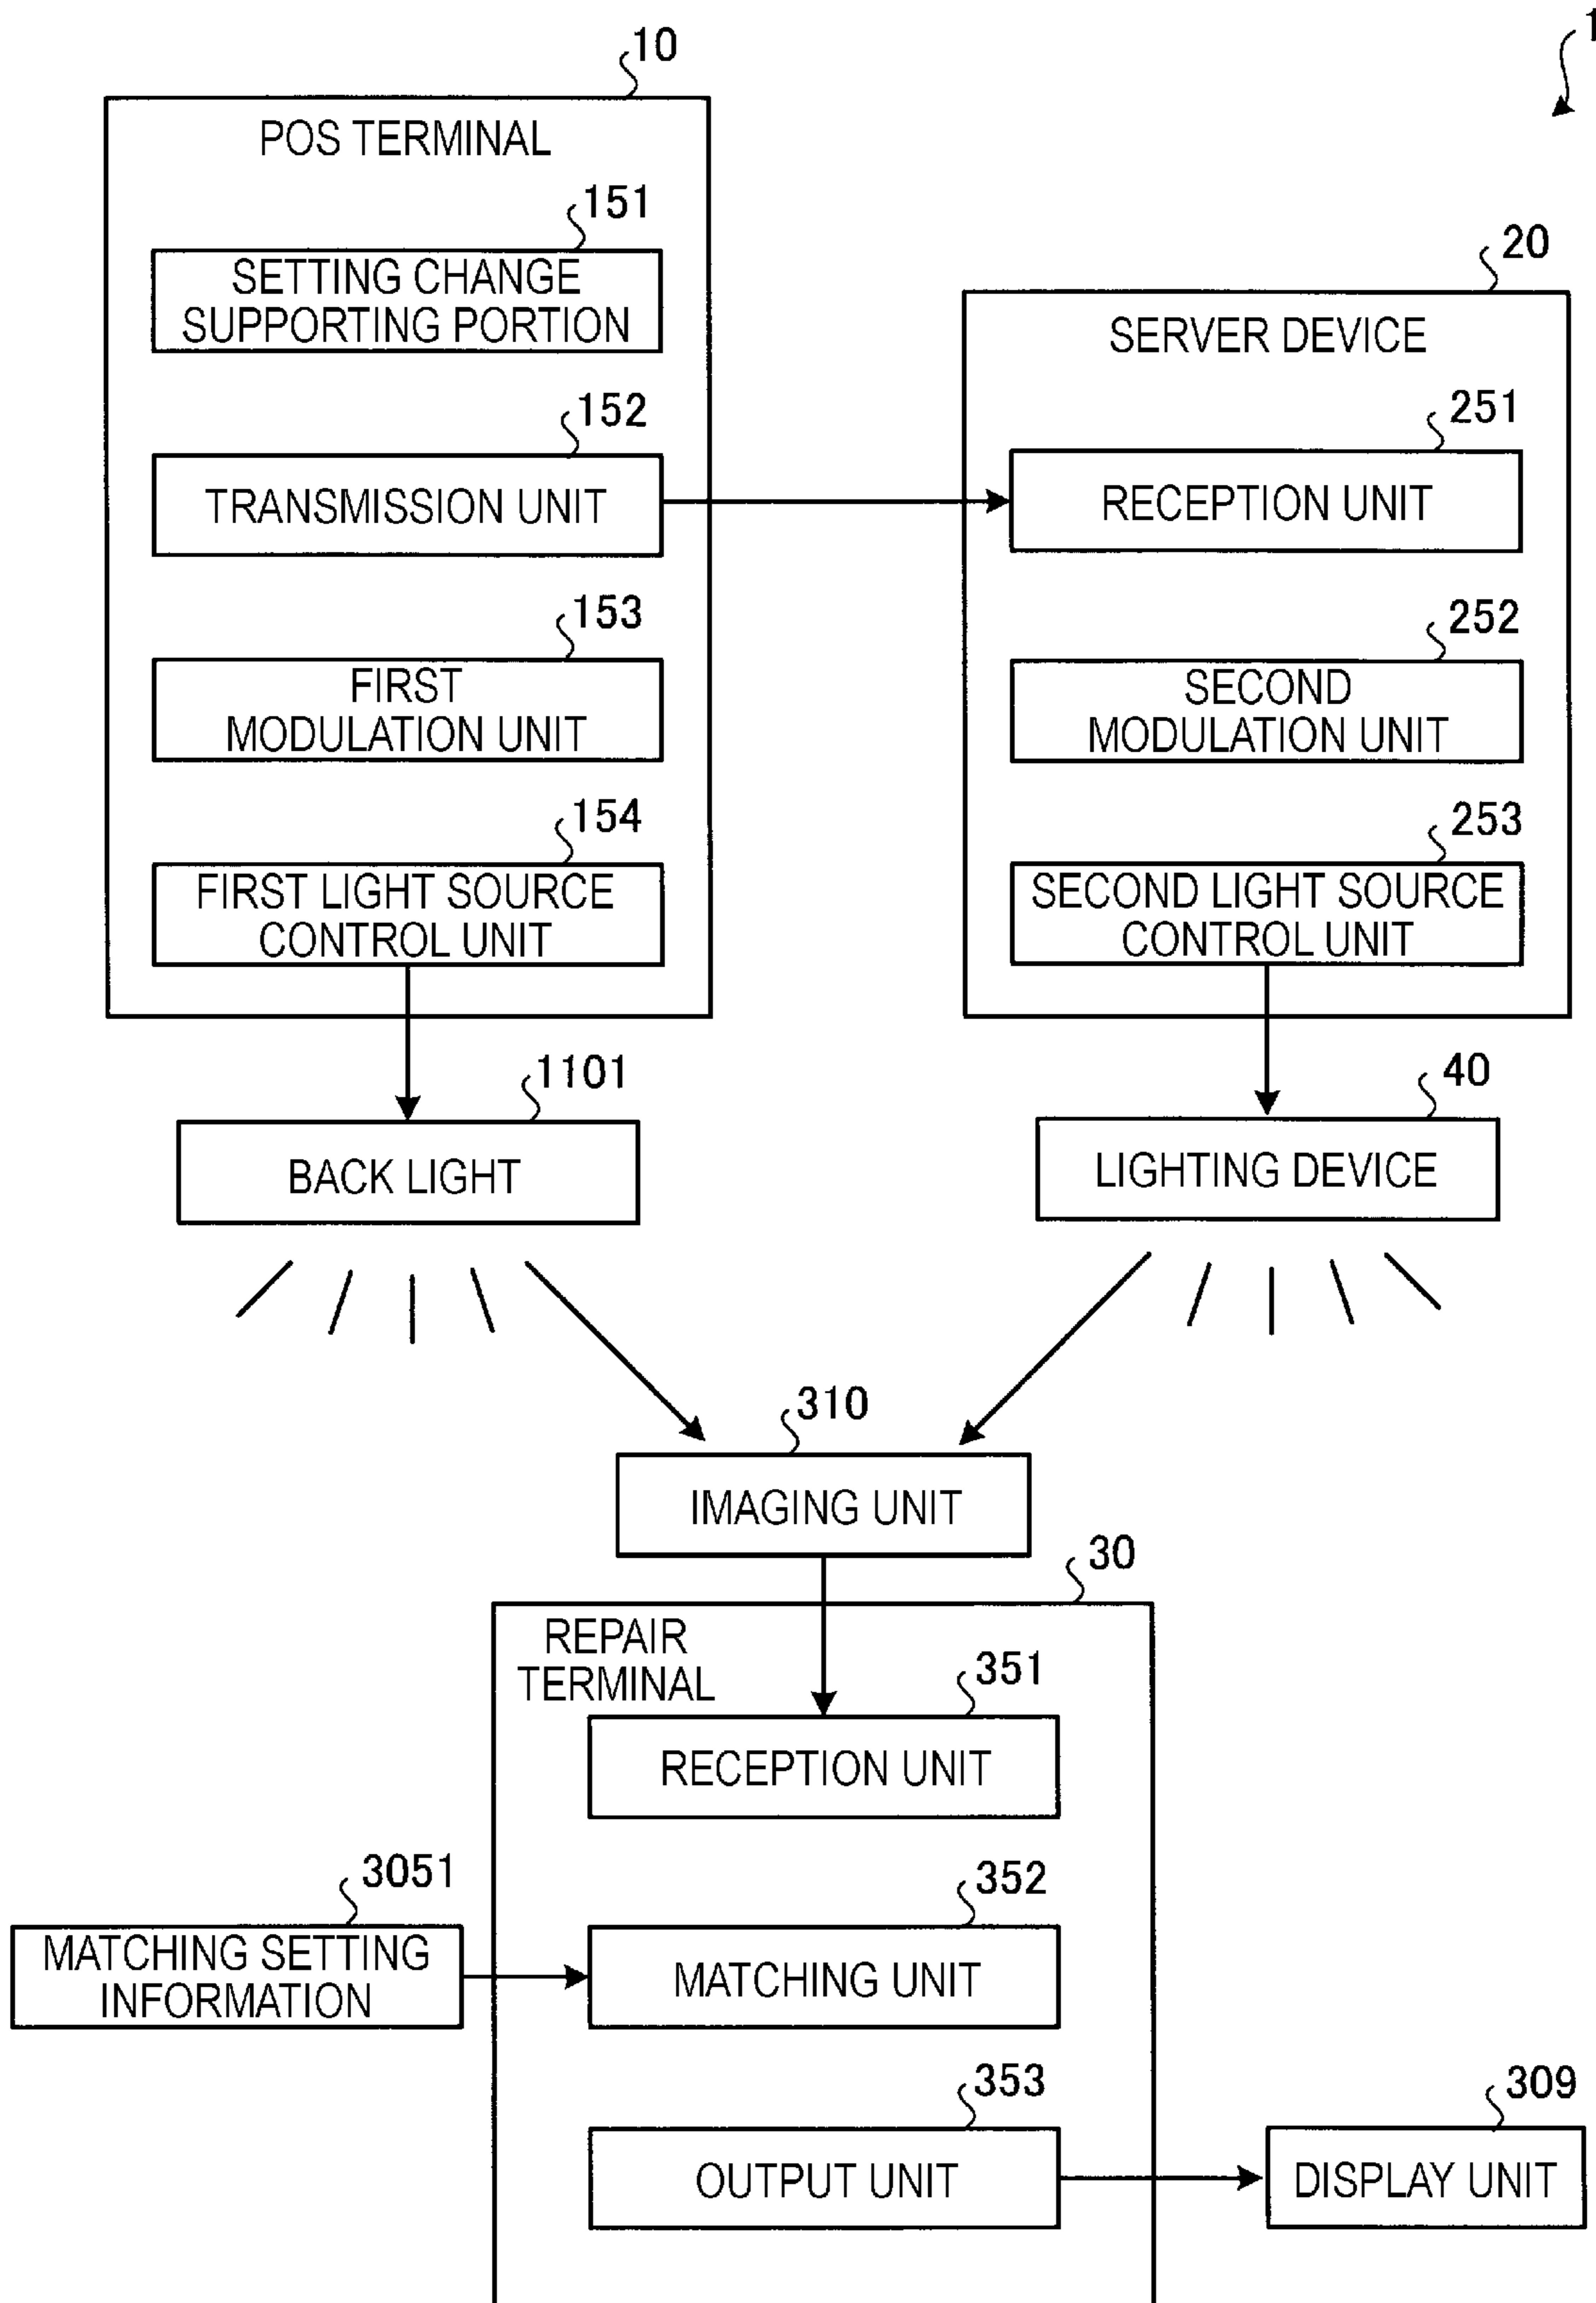 1
10
POS TERMINAL
151
SETTING CHANGE
SUPPORTING PORTION
152
TRANSMISSION UNIT
153
FIRST
MODULATION UNIT
154
FIRST LIGHT SOURCE
CONTROL UNIT
20
SERVER DEVICE
251
RECEPTION UNIT
252
SECOND
MODULATION UNIT
253
SECOND LIGHT SOURCE
CONTROL UNIT
1101
BACK LIGHT
40
LIGHTING DEVICE
310
IMAGING UNIT
30
REPAIR
TERMINAL
351
RECEPTION UNIT
3051
MATCHING SETTING
INFORMATION
352
MATCHING UNIT
353
OUTPUT UNIT
309
DISPLAY UNIT